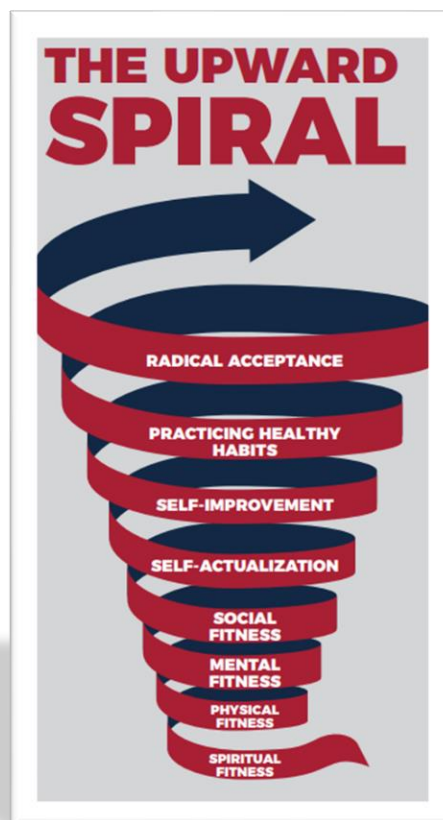 THE UPWARD
SPIRAL
RADICAL ACCEPTANCE
PRACTICING HEALTHY
HABITS
SELF-IMPROVEMENT
SELF-ACTUALIZATION
SOCIAL
FITNESS
MENTAL
FITNESS
PHYSICAL
FITNESS
SPIRITUAL
FITNESS